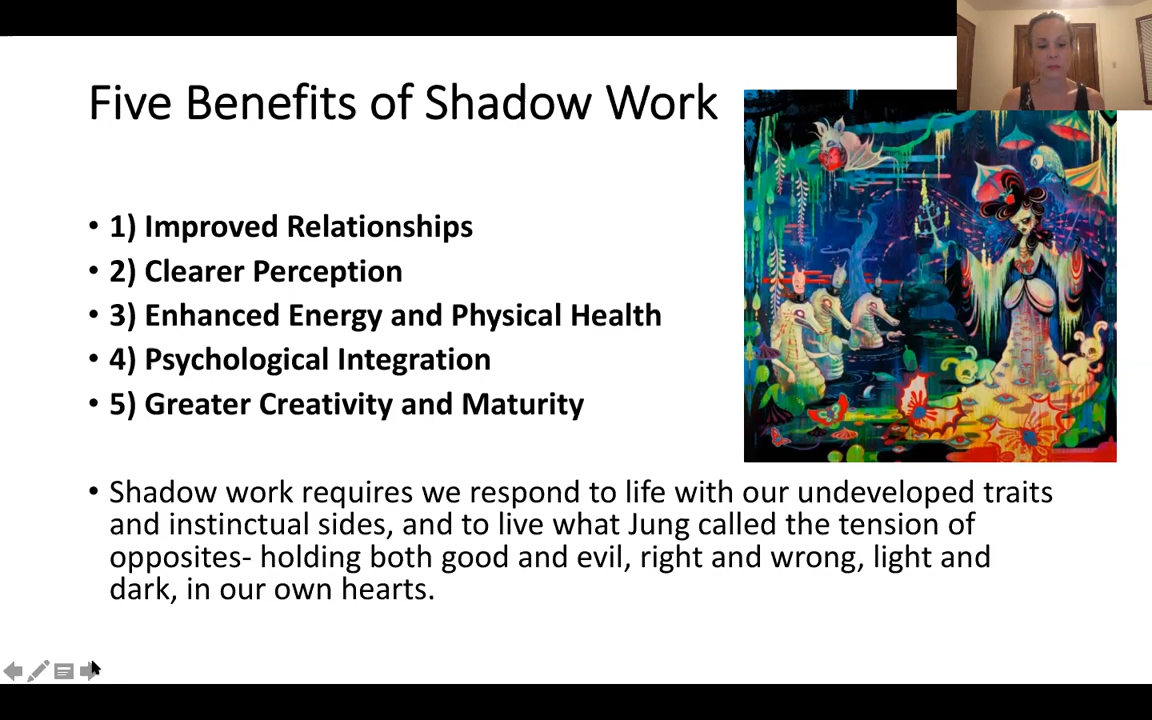 Five Benefits of Shadow Work
• 1) Improved Relationships
• 2) Clearer Perception
• 3) Enhanced Energy and Physical Health
• 4) Psychological Integration
• 5) Greater Creativity and Maturity
• Shadow work requires we respond to life with our undeveloped traits
and instinctual sides, and to live what Jung called the tension of
opposites- holding both good and evil, right and wrong, light and
dark, in our own hearts.